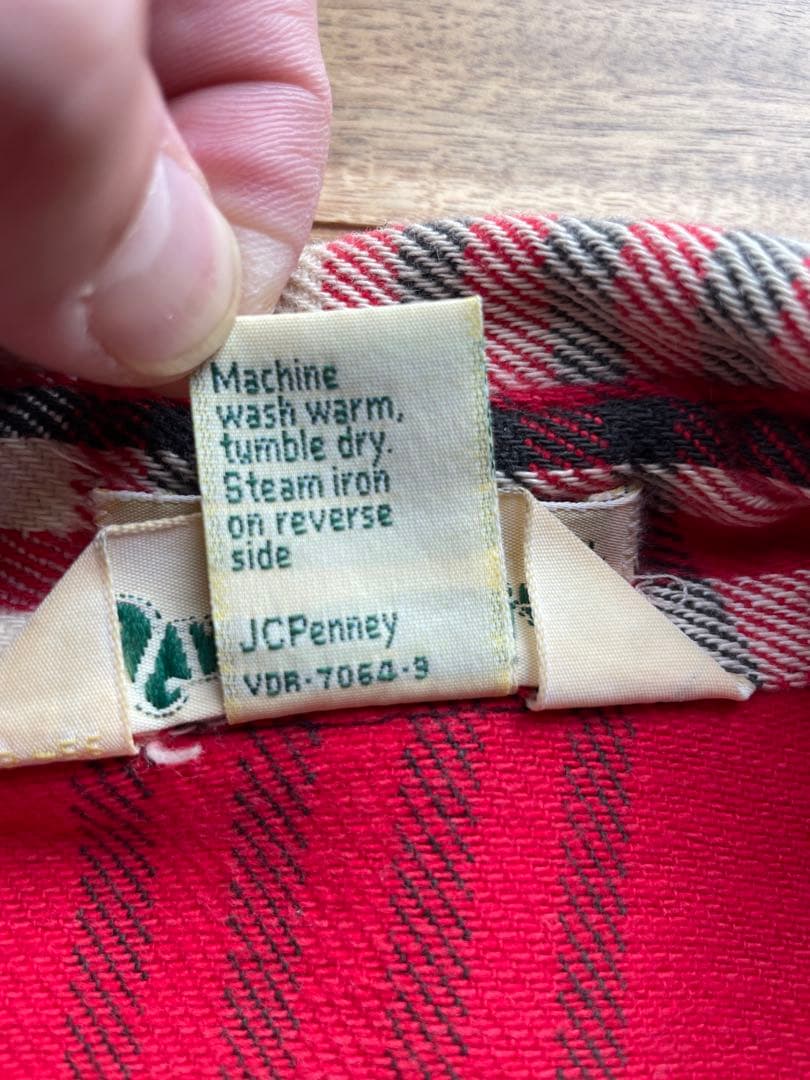 Machine
wash warm,
tumble dry.
Steam iron
on reverse
side
JCPenney
VDR-7064-9